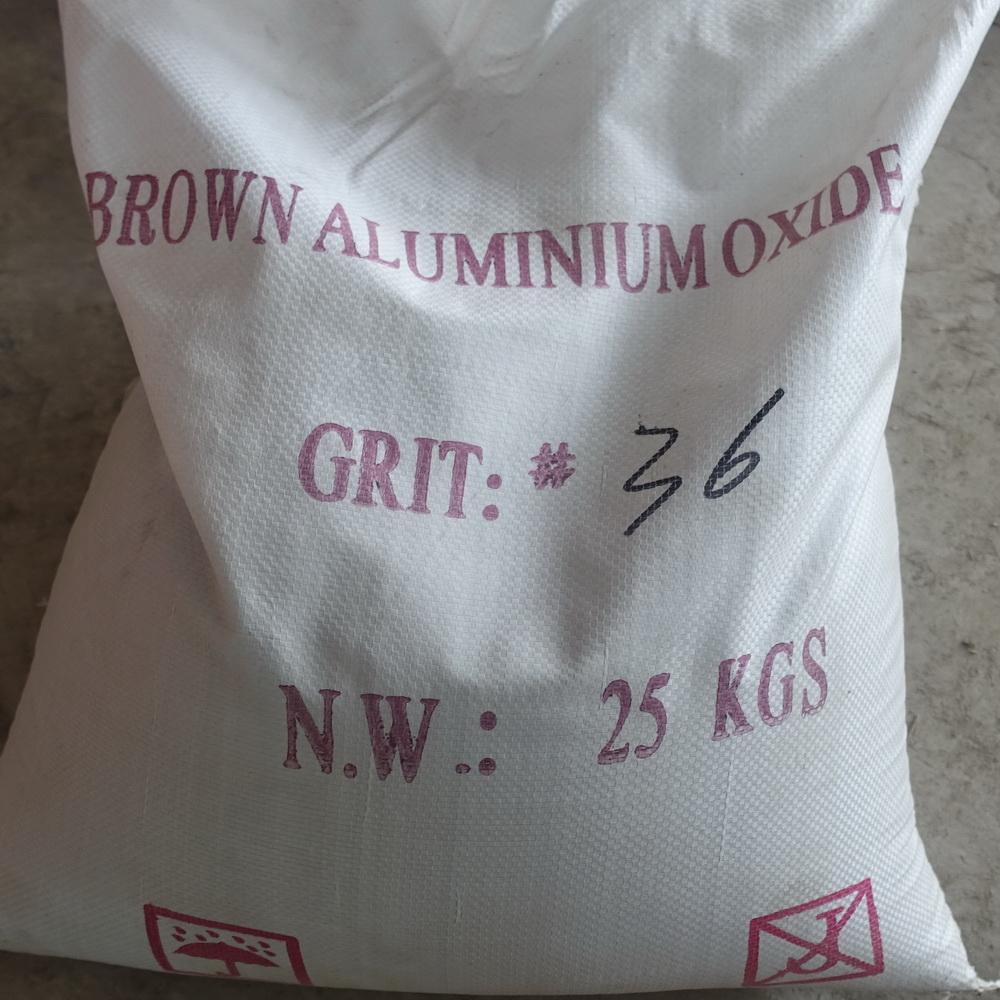 BROWN ALUMINIUM OXIDE
GRIT: # 36
N.W.: 25 KGS